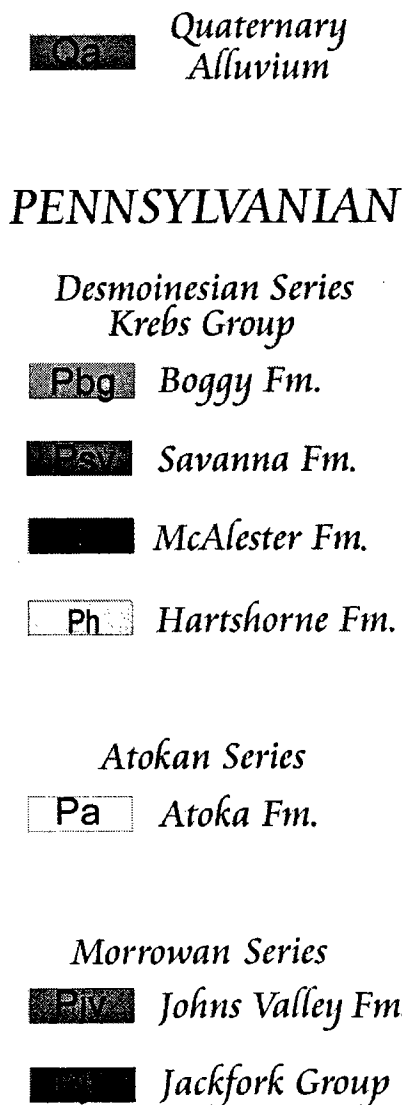 Qa Quaternary
Alluvium
PENNSYLVANIAN
Desmoinesian Series
Krebs Group
Pbg Boggy Fm.
Psv Savanna Fm.
McAlester Fm.
Ph Hartshorne Fm.
Atokan Series
Pa Atoka Fm.
Morrowan Series
Pjv Johns Valley Fm.
Jackfork Group